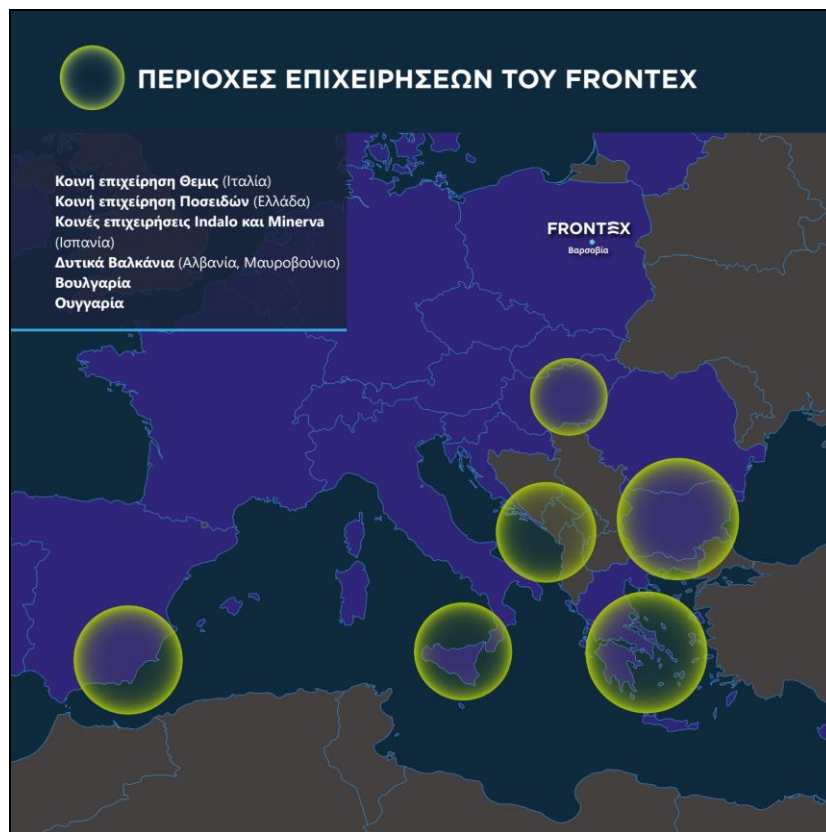 ΠΕΡΙΟΧΕΣ ΕΠΙΧΕΙΡΗΣΕΩΝ ΤΟΥ FRONTEX
Κοινή επιχείρηση Θεμις (Ιταλία)
Κοινή επιχείρηση Ποσειδών (Ελλάδα)
Κοινές επιχειρήσεις Indalo και Minerva
(Ισπανία)
Δυτικά Βαλκάνια (Αλβανία, Μαυροβούνιο)
Βουλγαρία
Ουγγαρία
FRONTEX
Βαρσοβία